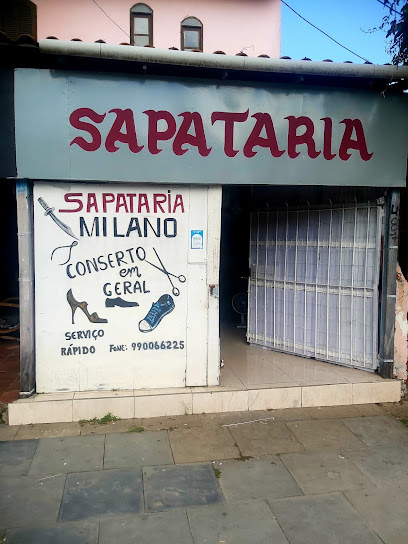 SAPATARIA
SAPATARIA
MILANO
CONSERTO
em
GERAL
SERVIÇO
RÁPIDO FONE: 990066225